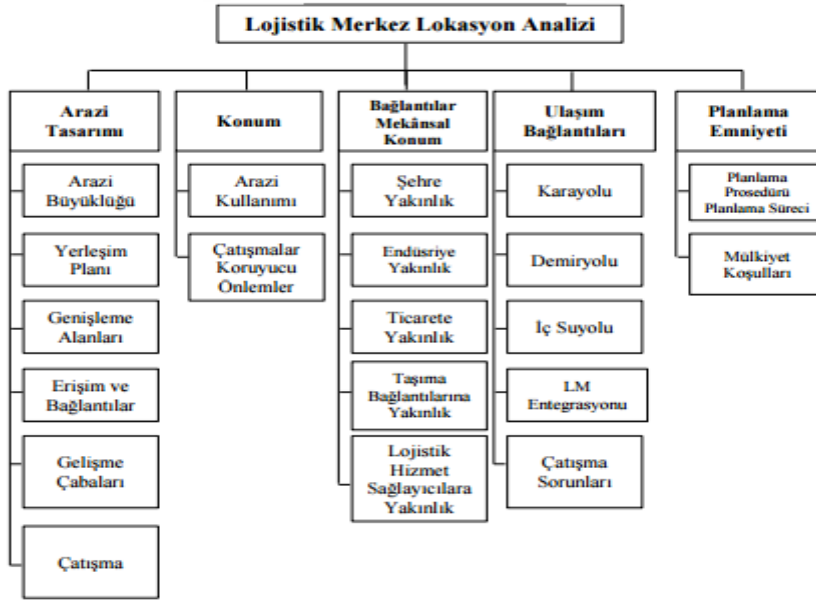 Lojistik Merkez Lokasyon Analizi
Arazi
Tasarımı
Arazi
Büyüklüğü
Yerleşim
Planı
Genişleme
Alanları
Erişim ve
Bağlantılar
Gelişme
Çabaları
Çatışma
Konum
Arazi
Kullanımı
Çatışmalar
Koruyucu
Önlemler
Bağlantılar
Mekânsal
Konum
Şehre
Yakınlık
Endüsriye
Yakınlık
Ticarete
Yakınlık
Taşıma
Bağlantılarına
Yakınlık
Lojistik
Hizmet
Sağlayıcılara
Yakınlık
Ulaşım
Bağlantıları
Karayolu
Demiryolu
İç Suyolu
LM
Entegrasyonu
Çatışma
Sorunları
Planlama
Emniyeti
Planlama
Prosedürü
Planlama Süreci
Mülkiyet
Koşulları